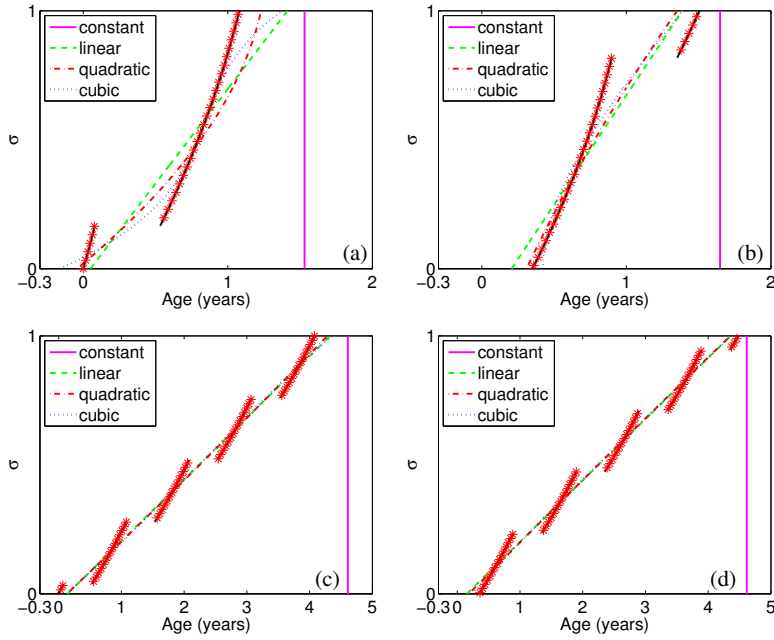 1
constant
linear
quadratic
cubic
σ
(a)
0
−0.3 0 1 2
Age (years)
1
constant
linear
quadratic
cubic
σ
(b)
0
−0.3 0 1 2
Age (years)
1
constant
linear
quadratic
cubic
σ
(c)
0
−0.3 0 1 2 3 4 5
Age (years)
1
constant
linear
quadratic
cubic
σ
(d)
0
−0.3 0 1 2 3 4 5
Age (years)